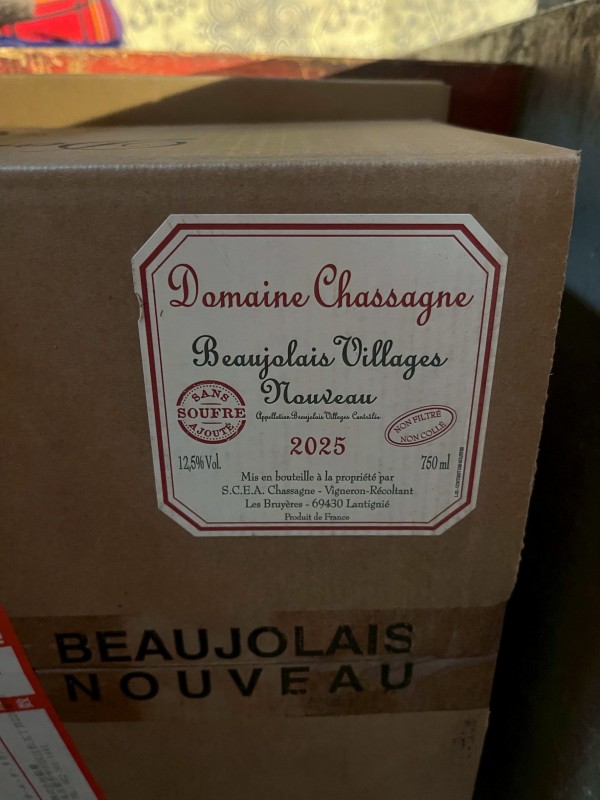 Domaine Chassagne
Beaujolais Villages
Nouveau
Appellation Beaujolais Villages Contrôlée
SANS
SOUFRE
AJOUTÉ
2025
NON FILTRÉ
NON COLLÉ
12,5% Vol.
750 ml
Mis en bouteille à la propriété par
S.C.E.A. Chassagne - Vigneron-Récoltant
Les Bruyères - 69430 Lantignié
Produit de France
BEAUJOLAIS
NOUVEAU